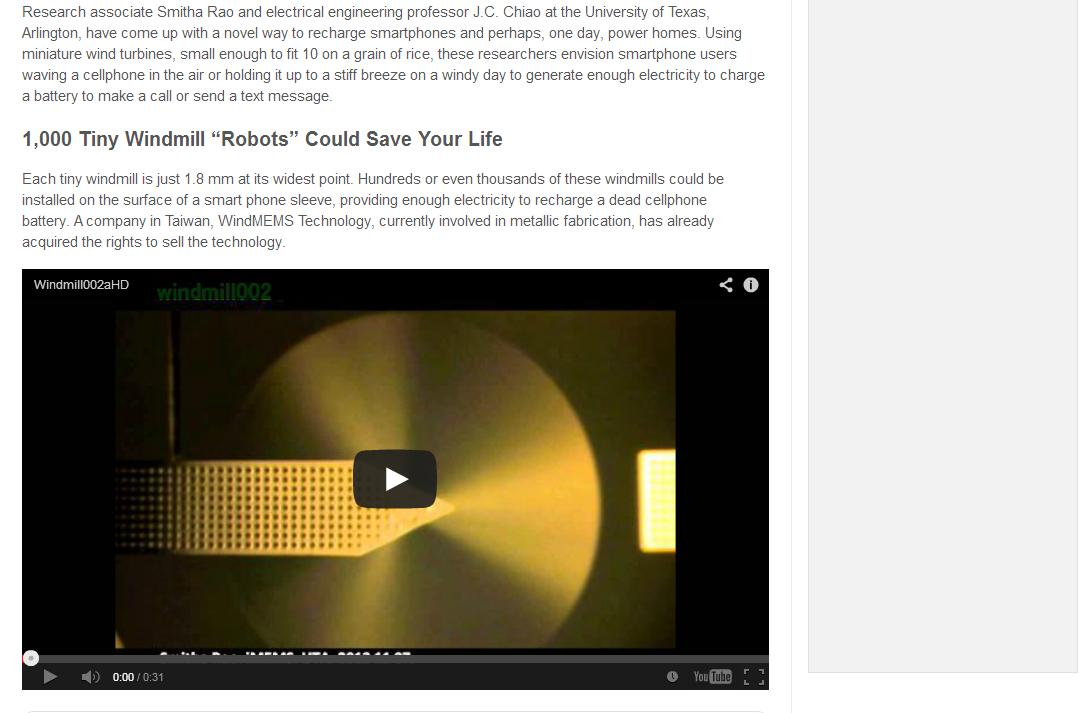 Research associate Smitha Rao and electrical engineering professor J.C. Chiao at the University of Texas,
Arlington, have come up with a novel way to recharge smartphones and perhaps, one day, power homes. Using
miniature wind turbines, small enough to fit 10 on a grain of rice, these researchers envision smartphone users
waving a cellphone in the air or holding it up to a stiff breeze on a windy day to generate enough electricity to charge
a battery to make a call or send a text message.
1,000 Tiny Windmill “Robots” Could Save Your Life
Each tiny windmill is just 1.8 mm at its widest point. Hundreds or even thousands of these windmills could be
installed on the surface of a smart phone sleeve, providing enough electricity to recharge a dead cellphone
battery. A company in Taiwan, WindMEMS Technology, currently involved in metallic fabrication, has already
acquired the rights to sell the technology.
Windmill002aHD
windmill002
0:00 / 0:31
YouTube